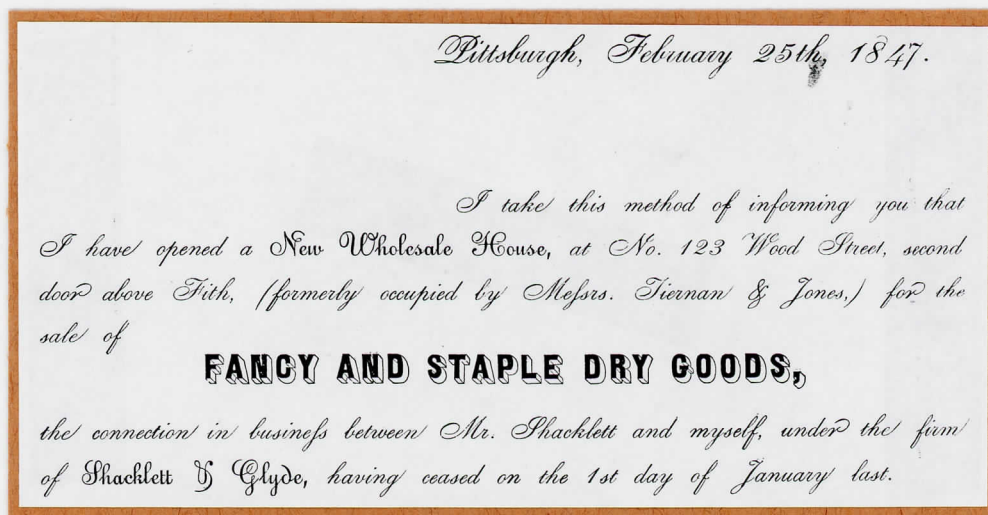 Pittsburgh, February 25th, 1847.
I take this method of informing you that
I have opened a New Wholesale House, at No. 123 Wood Street, second
door above Fith, (formerly occupied by Meſsrs. Tiernan & Jones,) for the
sale of
FANCY AND STAPLE DRY GOODS,
the connection in busineſs between Mr. Shacklett and myself, under the firm
of Shacklett & Glyde, having ceased on the 1st day of January last.